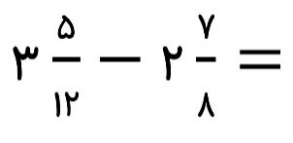 ۳ ۵/۱۲ − ۲ ۷/۸ =